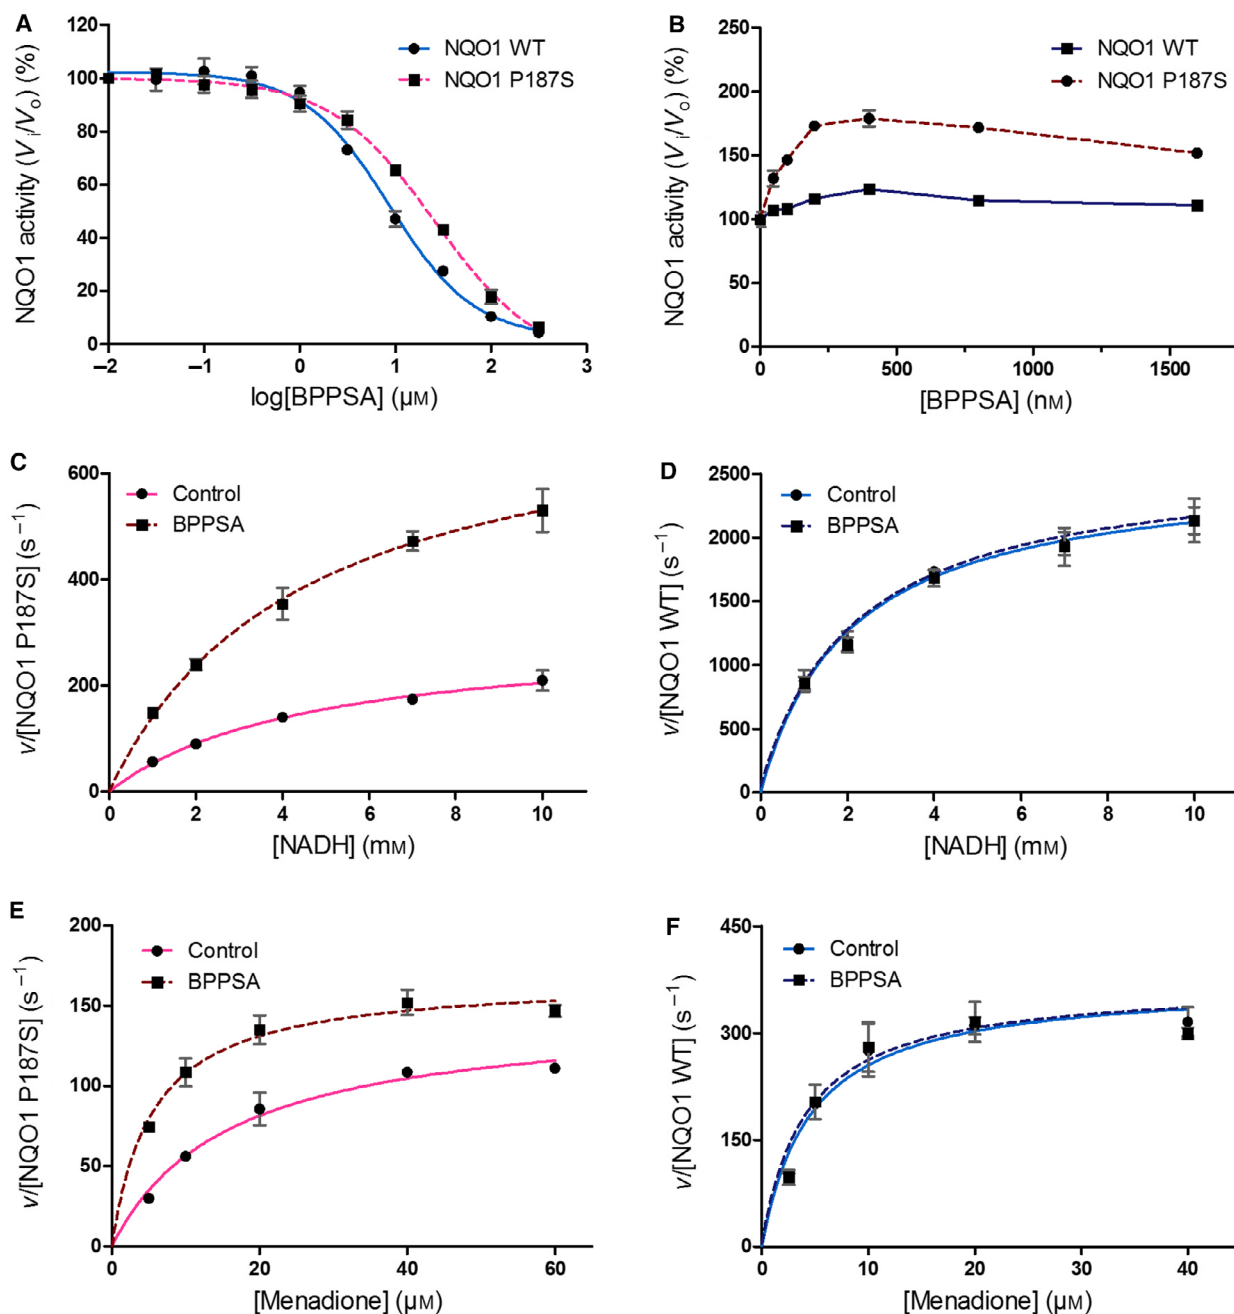 A
NQO1 WT
NQO1 P187S
NQO1 activity (Vi/Vo) (%)
120
100
80
60
40
20
0
–2
–1
0
1
2
3
log[BPPSA] (µM)
B
NQO1 WT
NQO1 P187S
NQO1 activity (Vi/Vo) (%)
250
200
150
100
50
0
0
500
1000
1500
[BPPSA] (nM)
C
Control
BPPSA
v/[NQO1 P187S] (s–1)
600
400
200
0
0
2
4
6
8
10
[NADH] (mM)
D
Control
BPPSA
v/[NQO1 WT] (s–1)
2500
2000
1500
1000
500
0
0
2
4
6
8
10
[NADH] (mM)
E
Control
BPPSA
v/[NQO1 P187S] (s–1)
200
150
100
50
0
0
20
40
60
[Menadione] (µM)
F
Control
BPPSA
v/[NQO1 WT] (s–1)
450
300
150
0
0
10
20
30
40
[Menadione] (µM)